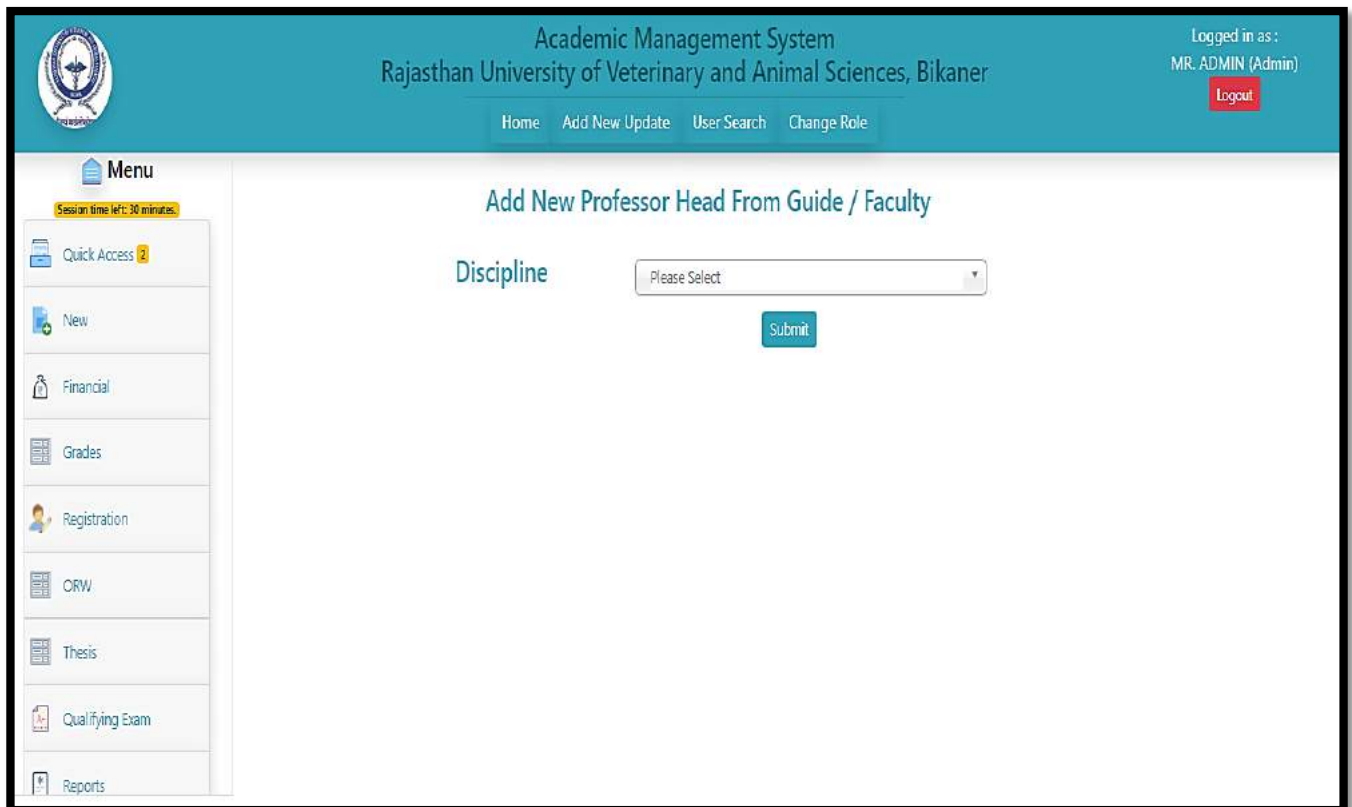 Academic Management System
Rajasthan University of Veterinary and Animal Sciences, Bikaner
Home Add New Update User Search Change Role
Logged in as :
MR. ADMIN (Admin)
Logout
Menu
Session time left: 30 minutes.
Quick Access 2
New
Financial
Grades
Registration
ORW
Thesis
Qualifying Exam
Reports
Add New Professor Head From Guide / Faculty
Discipline
Please Select
Submit